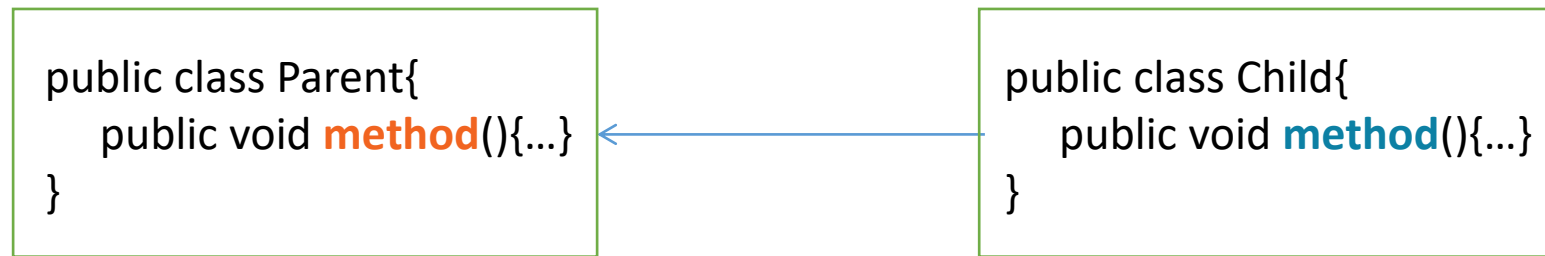 public class Parent{
public void method(){…}
}
public class Child{
public void method(){…}
}